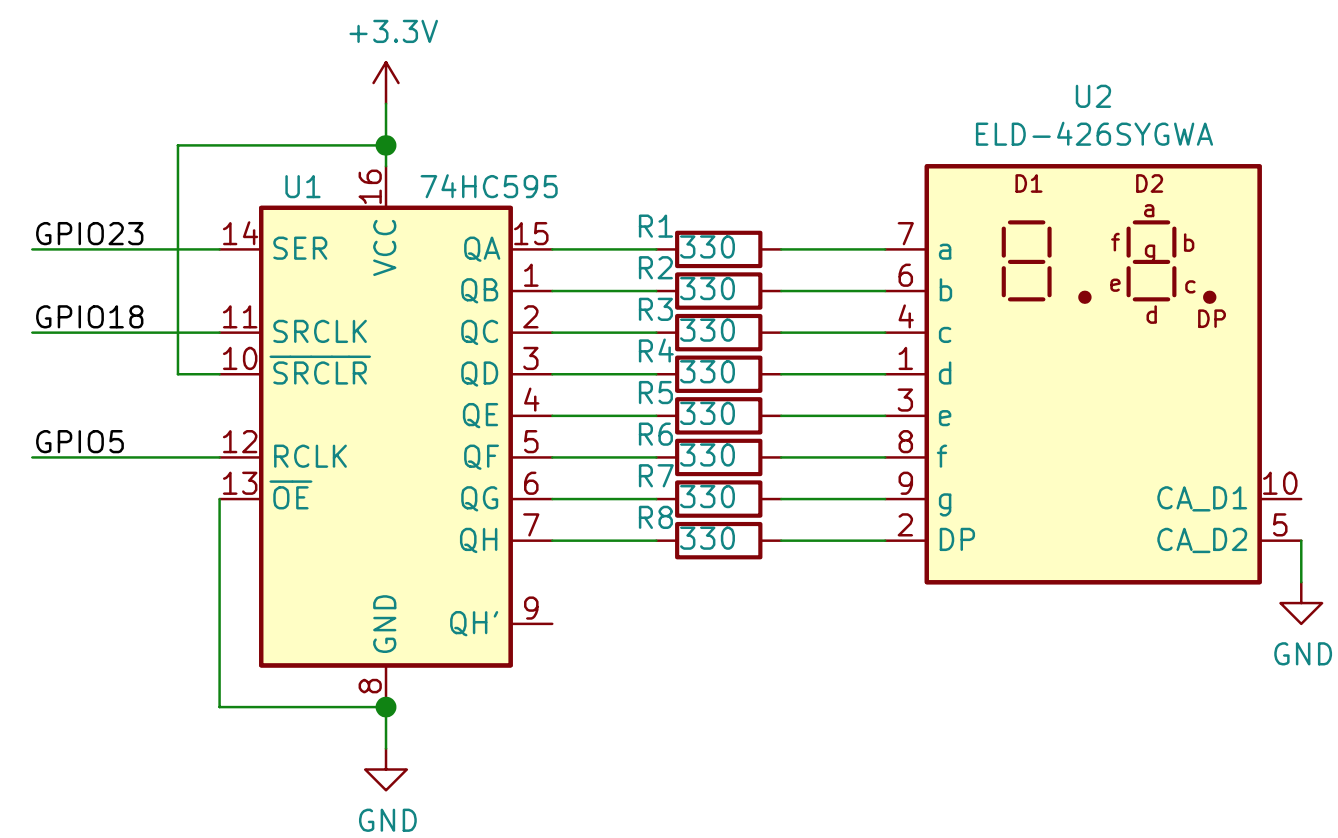 +3.3V
U2
ELD-426SYGWA
U1
16
74HC595
VCC
GPIO23
14
SER
GPIO18
11
SRCLK
10
SRCLR
GPIO5
12
RCLK
13
OE
QA
15
QB
1
QC
2
QD
3
QE
4
QF
5
QG
6
QH
7
QH'
9
GND
8
GND
R1
330
R2
330
R3
330
R4
330
R5
330
R6
330
R7
330
R8
330
7
a
6
b
4
c
1
d
3
e
8
f
9
g
2
DP
D1
D2
a
f
g
b
e
c
d
DP
CA_D1
10
CA_D2
5
GND